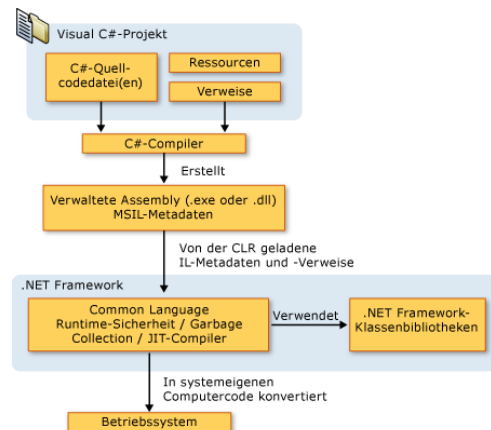 Visual C#-Projekt
C#-Quell-
codedatei(en)
Ressourcen
Verweise
C#-Compiler
Erstellt
Verwaltete Assembly (.exe oder .dll)
MSIL-Metadaten
Von der CLR geladene
IL-Metadaten und -Verweise
.NET Framework
Common Language
Runtime-Sicherheit / Garbage
Collection / JIT-Compiler
Verwendet
.NET Framework-
Klassenbibliotheken
In systemeigenen
Computercode konvertiert
Betriebssystem